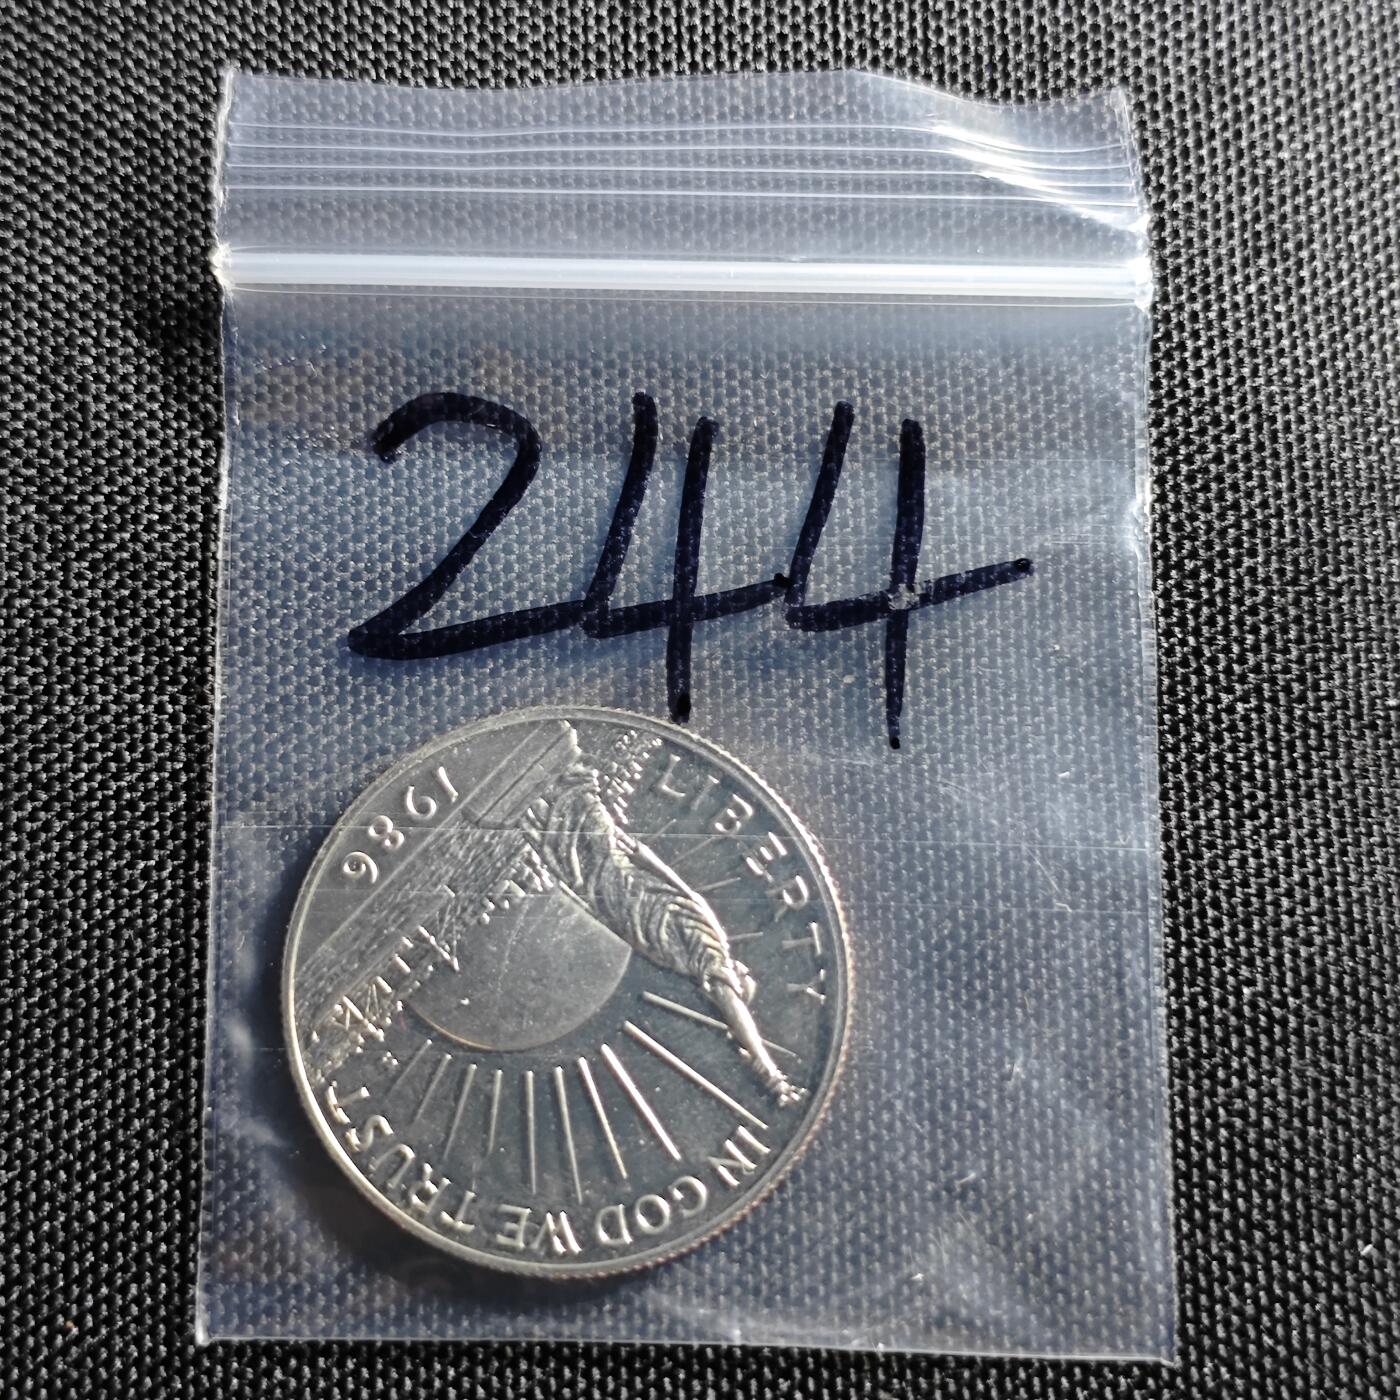 244
LIBERTY
IN GOD WE TRUST
1986